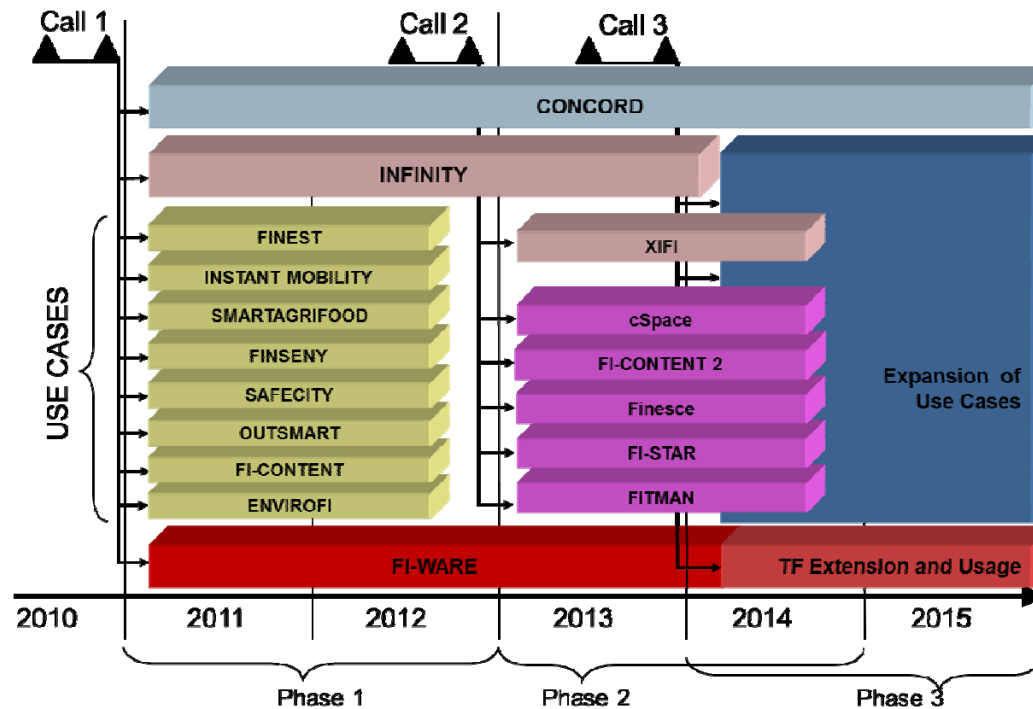 Call 1
Call 2
Call 3
CONCORD
INFINITY
USE CASES
FINEST
INSTANT MOBILITY
SMARTAGRIFOOD
FINSENY
SAFECITY
OUTSMART
FI-CONTENT
ENVIROFI
XIFI
cSpace
FI-CONTENT 2
Finesce
FI-STAR
FITMAN
Expansion of
Use Cases
FI-WARE
TF Extension and Usage
2010
2011
2012
2013
2014
2015
Phase 1
Phase 2
Phase 3